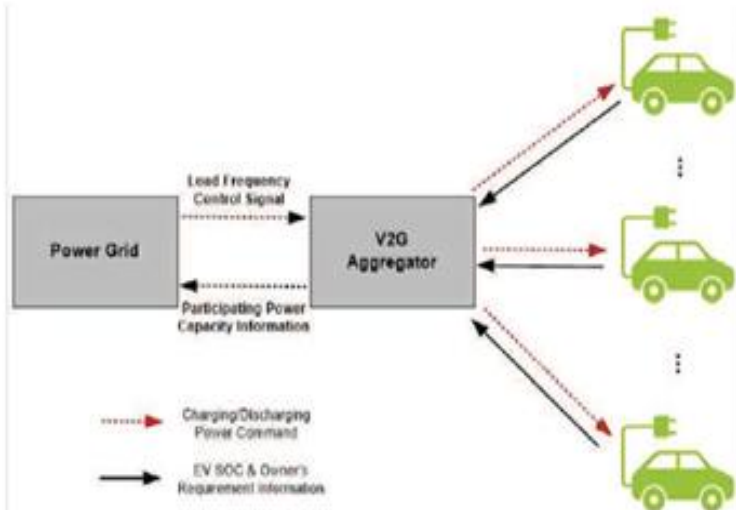 Load Frequency
Control Signal
Power Grid
V2G
Aggregator
Participating Power
Capacity Information
Charging/Discharging
Power Command
EV SOC & Owner's
Requirement Information